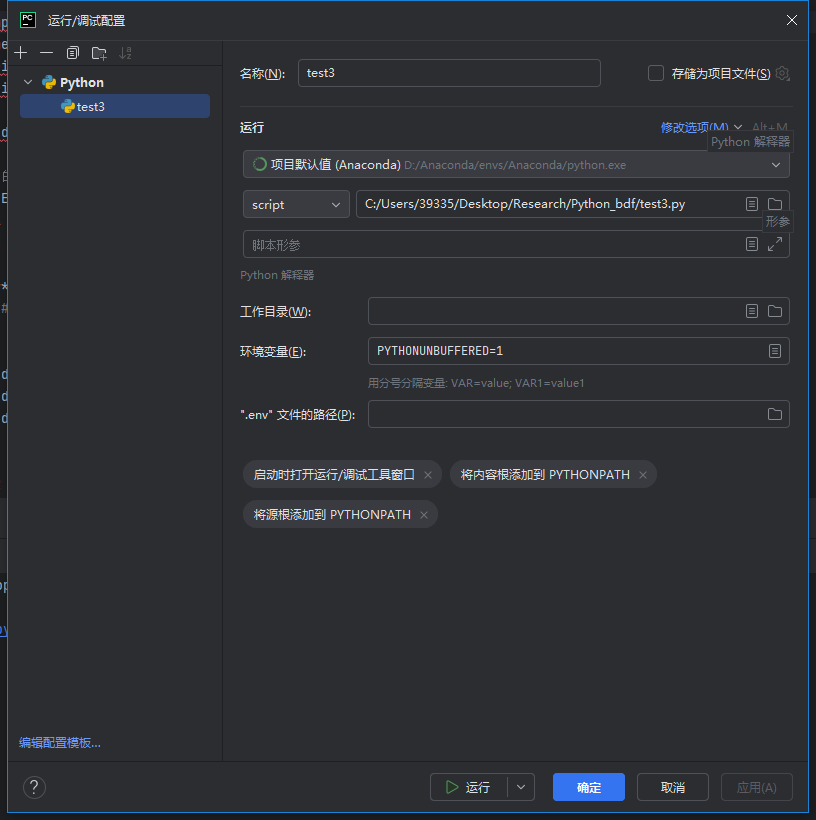 PC
运行/调试配置
Python
test3
名称(N):
test3
存储为项目文件(S)
运行
修改选项(M)
Alt+M
Python 解释器
项目默认值 (Anaconda) D:/Anaconda/envs/Anaconda/python.exe
script
C:/Users/39335/Desktop/Research/Python_bdf/test3.py
形参
脚本形参
Python 解释器
工作目录(W):
环境变量(E):
PYTHONUNBUFFERED=1
用分号分隔变量: VAR=value; VAR1=value1
".env" 文件的路径(P):
启动时打开运行/调试工具窗口
将内容根添加到 PYTHONPATH
将源根添加到 PYTHONPATH
编辑配置模板...
?
运行
确定
取消
应用(A)